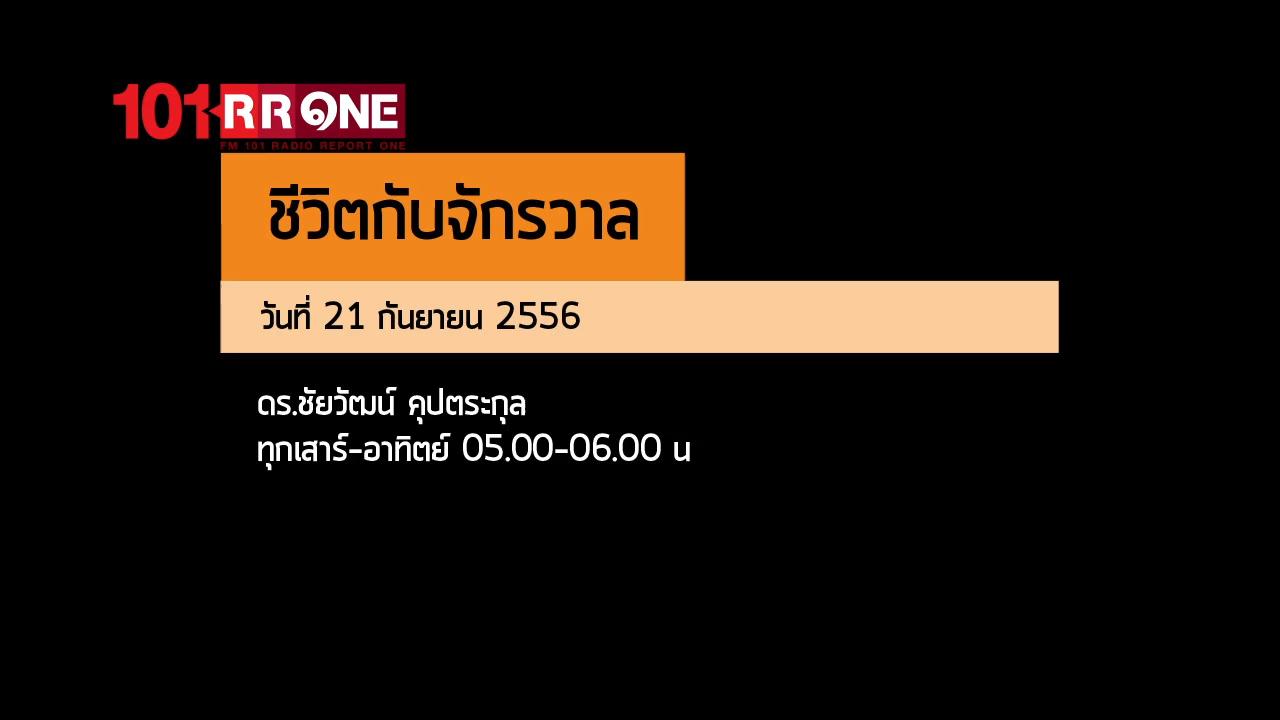 101 RR ONE
FM 101 RADIO REPORT ONE
ชีวิตกับจักรวาล
วันที่ 21 กันยายน 2556
ดร.ชัยวัฒน์ คุปตระกุล
ทุกเสาร์-อาทิตย์ 05.00-06.00 น